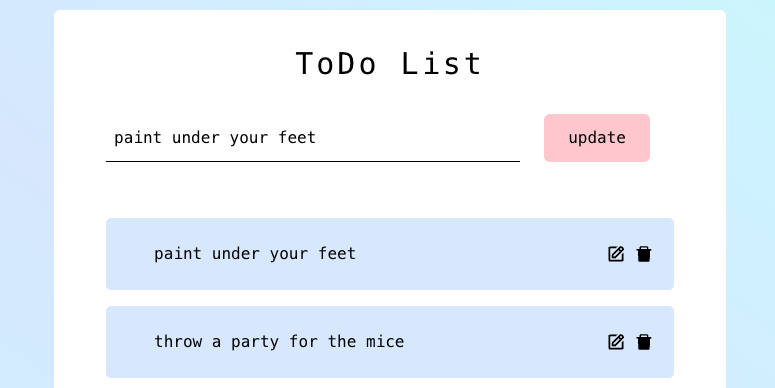 ToDo List
paint under your feet
update
paint under your feet
throw a party for the mice